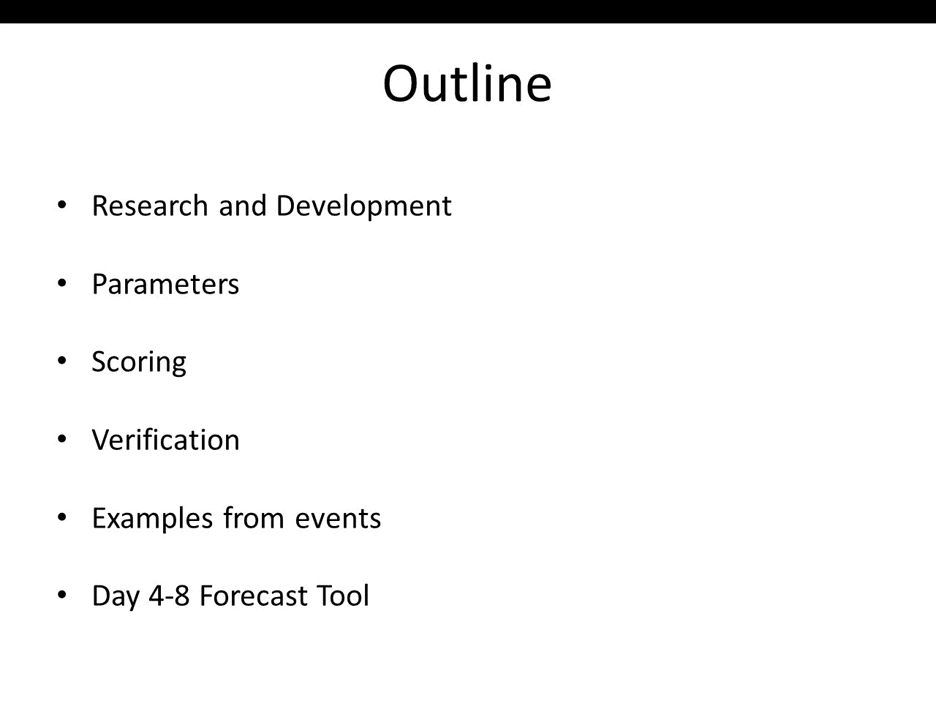 Outline
• Research and Development
• Parameters
• Scoring
• Verification
• Examples from events
• Day 4-8 Forecast Tool